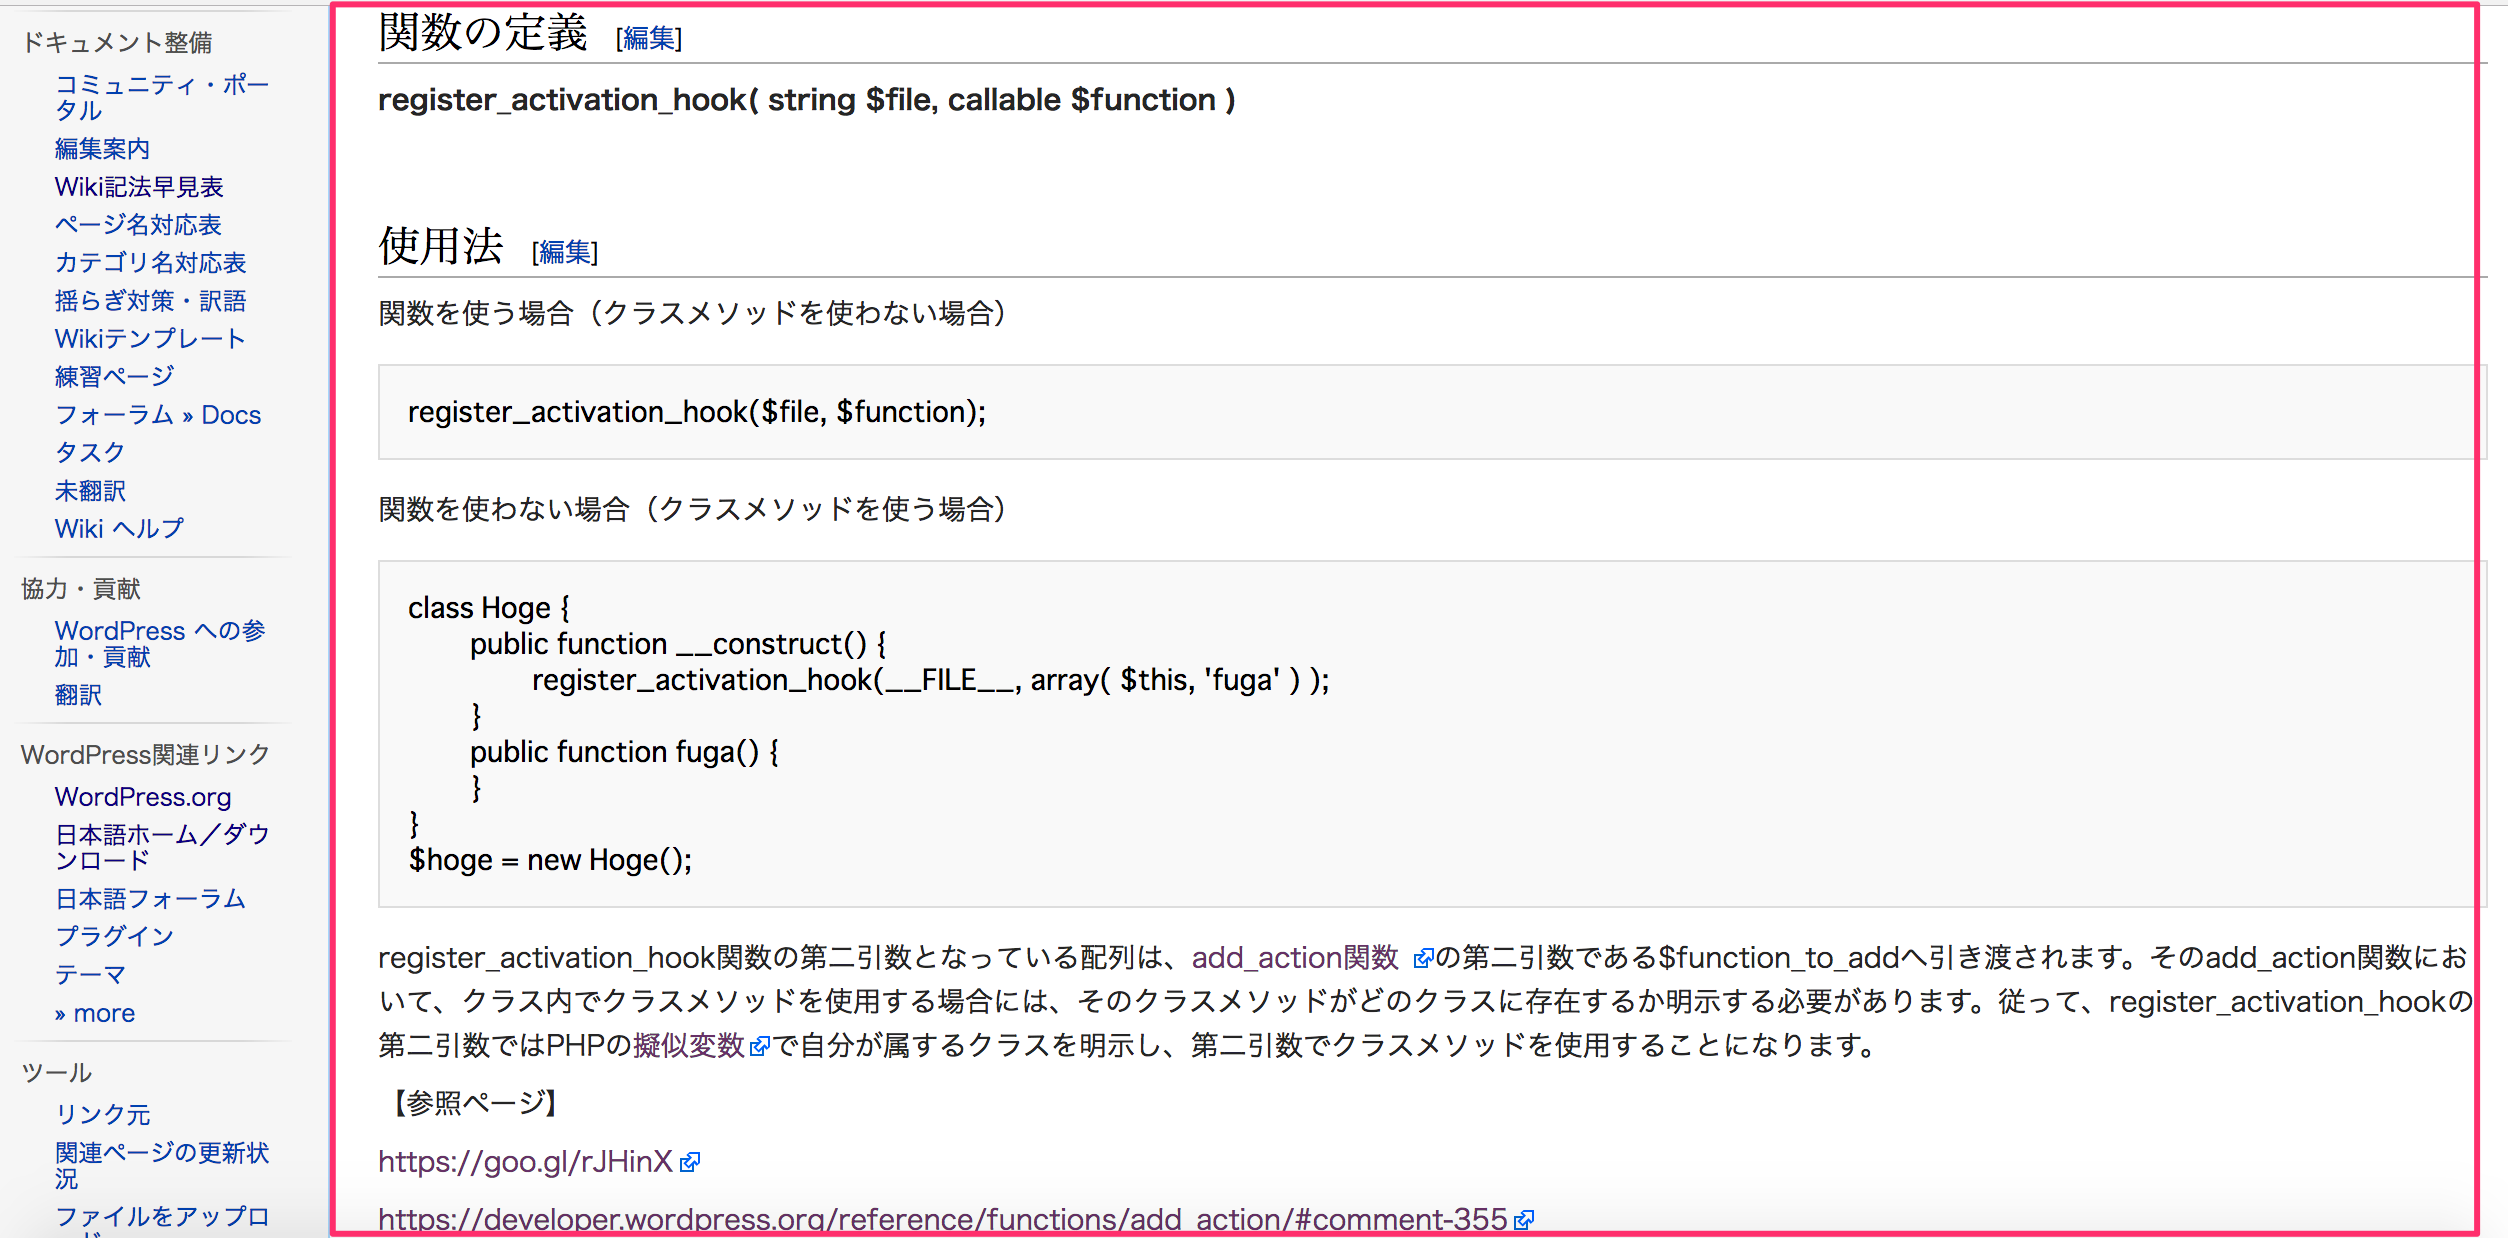 ドキュメント整備
コミュニティ・ポー
タル
編集案内
Wiki記法早見表
ページ名対応表
カテゴリ名対応表
揺らぎ対策・訳語
Wikiテンプレート
練習ページ
フォーラム » Docs
タスク
未翻訳
Wiki ヘルプ
協力・貢献
WordPress への参
加・貢献
翻訳
WordPress関連リンク
WordPress.org
日本語ホーム／ダウ
ンロード
日本語フォーラム
プラグイン
テーマ
» more
ツール
リンク元
関連ページの更新状
況
ファイルをアップロ
関数の定義 [編集]
register_activation_hook( string $file, callable $function )
使用法 [編集]
関数を使う場合（クラスメソッドを使わない場合）
register_activation_hook($file, $function);
関数を使わない場合（クラスメソッドを使う場合）
class Hoge {
public function __construct() {
register_activation_hook(__FILE__, array( $this, 'fuga' ) );
}
public function fuga() {
}
}
$hoge = new Hoge();
register_activation_hook関数の第二引数となっている配列は、add_action関数 の第二引数である$function_to_addへ引き渡されます。そのadd_action関数にお
いて、クラス内でクラスメソッドを使用する場合には、そのクラスメソッドがどのクラスに存在するか明示する必要があります。従って、register_activation_hookの
第二引数ではPHPの擬似変数で自分が属するクラスを明示し、第二引数でクラスメソッドを使用することになります。
【参照ページ】
https://goo.gl/rJHinX
https://developer.wordpress.org/reference/functions/add_action/#comment-355